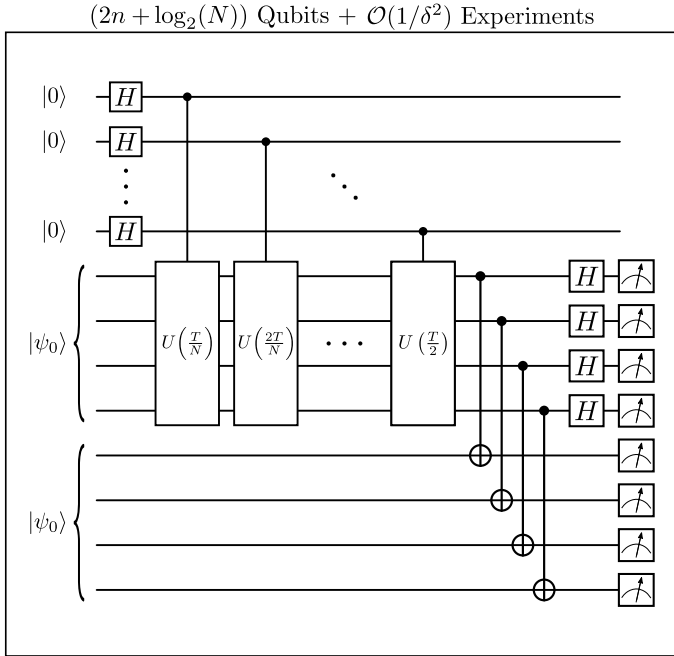 (2n + log₂(N)) Qubits + 𝒪(1/δ²) Experiments
|0⟩ H
|0⟩ H
|0⟩ H
|ψ₀⟩ U(T/N) U(2T/N) ··· U(T/2) H
H
H
H
|ψ₀⟩